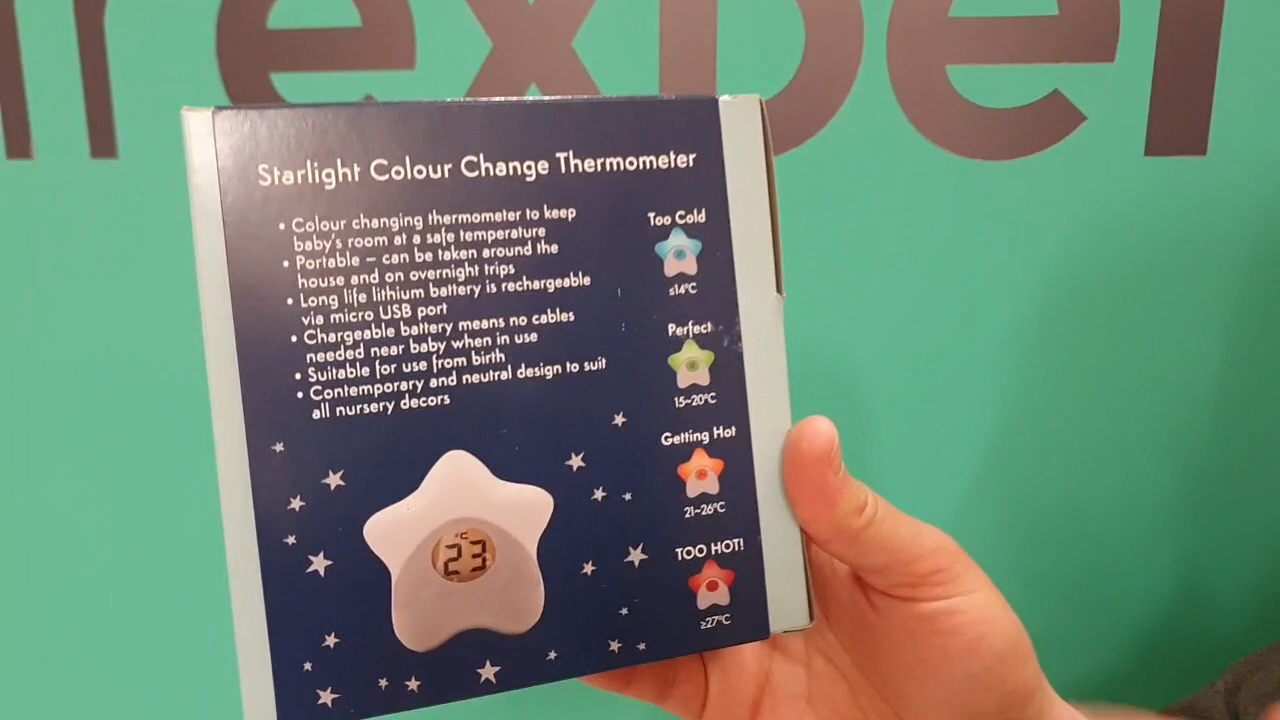 expe
Starlight Colour Change Thermometer
• Colour changing thermometer to keep
baby's room at a safe temperature
• Portable – can be taken around the
house and on overnight trips
• Long life lithium battery is rechargeable
via micro USB port
• Chargeable battery means no cables
needed near baby when in use
• Suitable for use from birth
• Contemporary and neutral design to suit
all nursery decors
°C
23
Too Cold
≤14°C
Perfect
15~20°C
Getting Hot
21~26°C
TOO HOT!
≥27°C